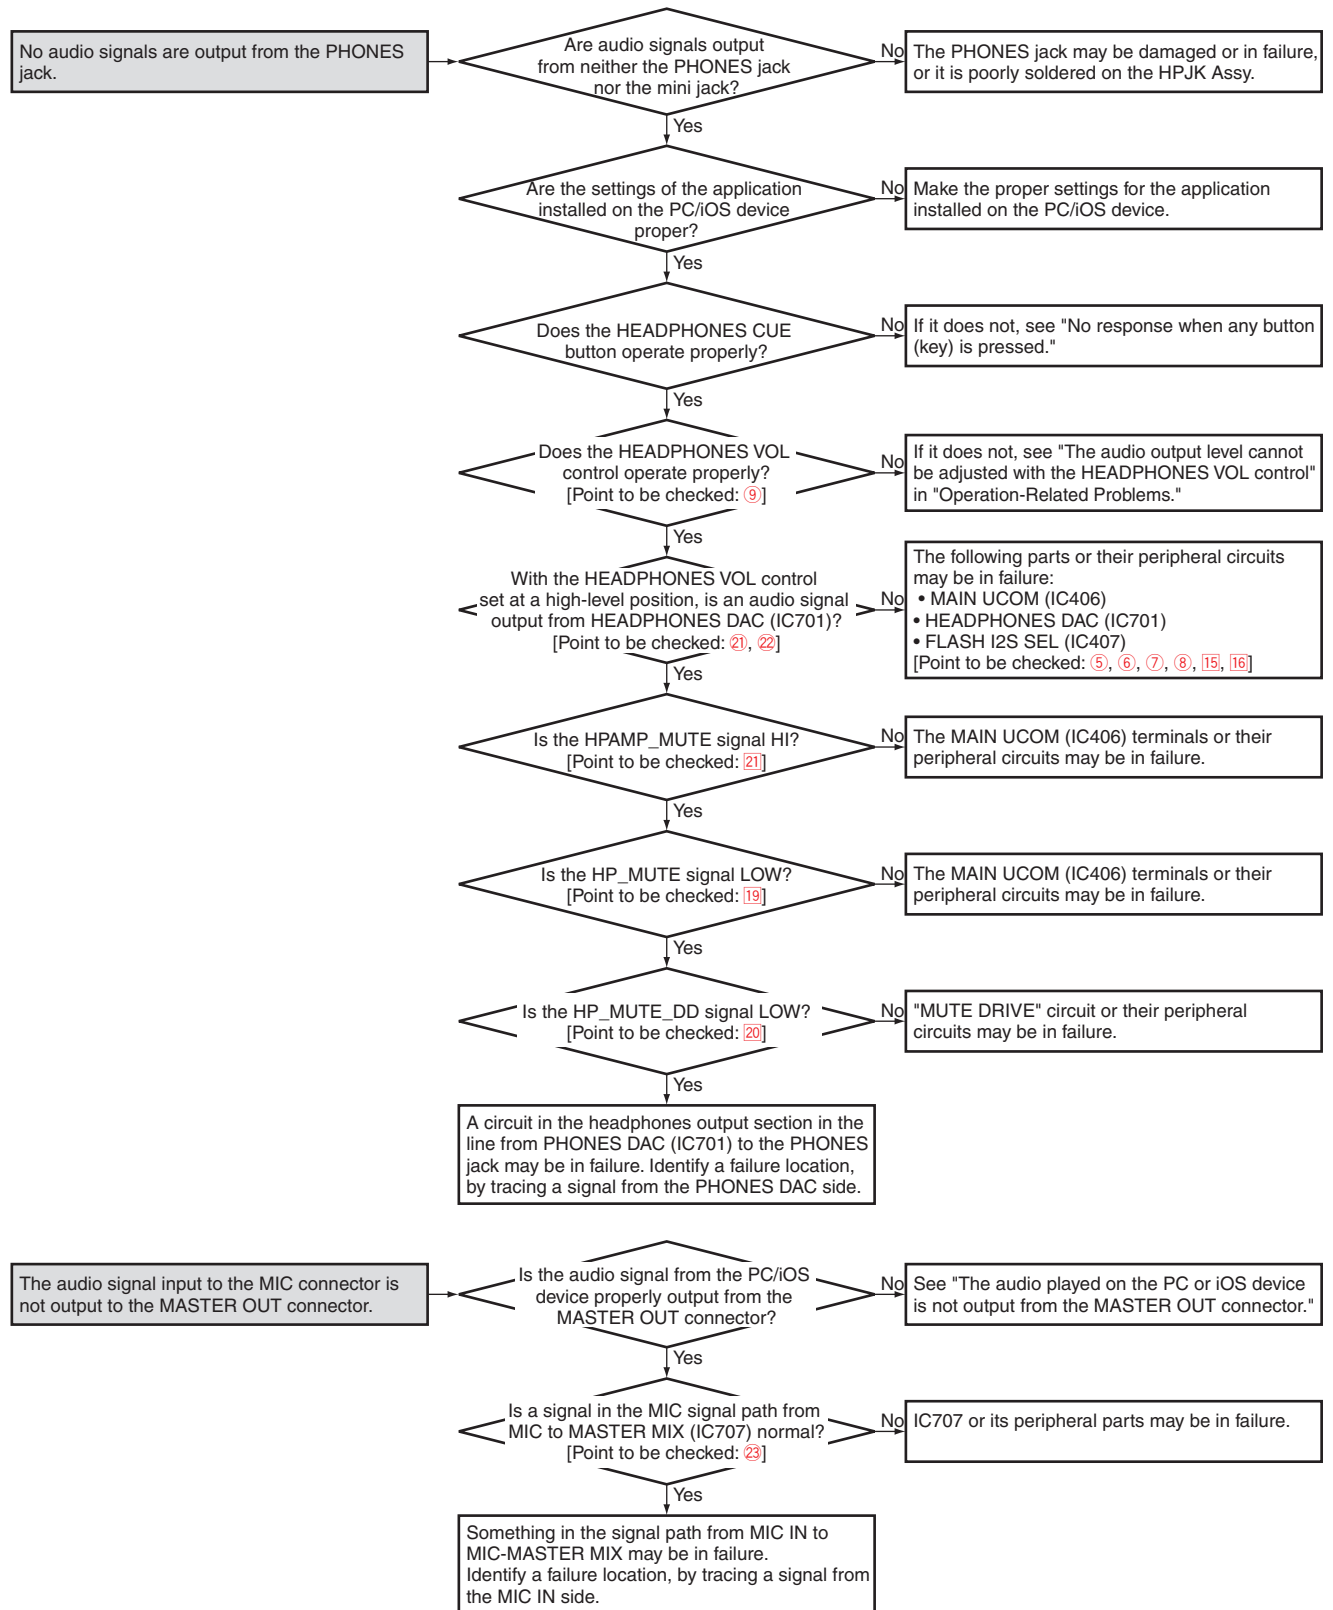 No audio signals are output from the PHONES
jack.
Are audio signals output
from neither the PHONES jack
nor the mini jack?
No
The PHONES jack may be damaged or in failure,
or it is poorly soldered on the HPJK Assy.
Yes
Are the settings of the application
installed on the PC/iOS device
proper?
No
Make the proper settings for the application
installed on the PC/iOS device.
Yes
Does the HEADPHONES CUE
button operate properly?
No
If it does not, see "No response when any button
(key) is pressed."
Yes
Does the HEADPHONES VOL
control operate properly?
[Point to be checked: ⑨]
No
If it does not, see "The audio output level cannot
be adjusted with the HEADPHONES VOL control"
in "Operation-Related Problems."
Yes
With the HEADPHONES VOL control
set at a high-level position, is an audio signal
output from HEADPHONES DAC (IC701)?
[Point to be checked: ㉑, ㉒]
No
The following parts or their peripheral circuits
may be in failure:
• MAIN UCOM (IC406)
• HEADPHONES DAC (IC701)
• FLASH I2S SEL (IC407)
[Point to be checked: ⑤, ⑥, ⑦, ⑧, 15, 16]
Yes
Is the HPAMP_MUTE signal HI?
[Point to be checked: 21]
No
The MAIN UCOM (IC406) terminals or their
peripheral circuits may be in failure.
Yes
Is the HP_MUTE signal LOW?
[Point to be checked: 19]
No
The MAIN UCOM (IC406) terminals or their
peripheral circuits may be in failure.
Yes
Is the HP_MUTE_DD signal LOW?
[Point to be checked: 20]
No
"MUTE DRIVE" circuit or their peripheral
circuits may be in failure.
Yes
A circuit in the headphones output section in the
line from PHONES DAC (IC701) to the PHONES
jack may be in failure. Identify a failure location,
by tracing a signal from the PHONES DAC side.
The audio signal input to the MIC connector is
not output to the MASTER OUT connector.
Is the audio signal from the PC/iOS
device properly output from the
MASTER OUT connector?
No
See "The audio played on the PC or iOS device
is not output from the MASTER OUT connector."
Yes
Is a signal in the MIC signal path from
MIC to MASTER MIX (IC707) normal?
[Point to be checked: ㉓]
No
IC707 or its peripheral parts may be in failure.
Yes
Something in the signal path from MIC IN to
MIC-MASTER MIX may be in failure.
Identify a failure location, by tracing a signal from
the MIC IN side.